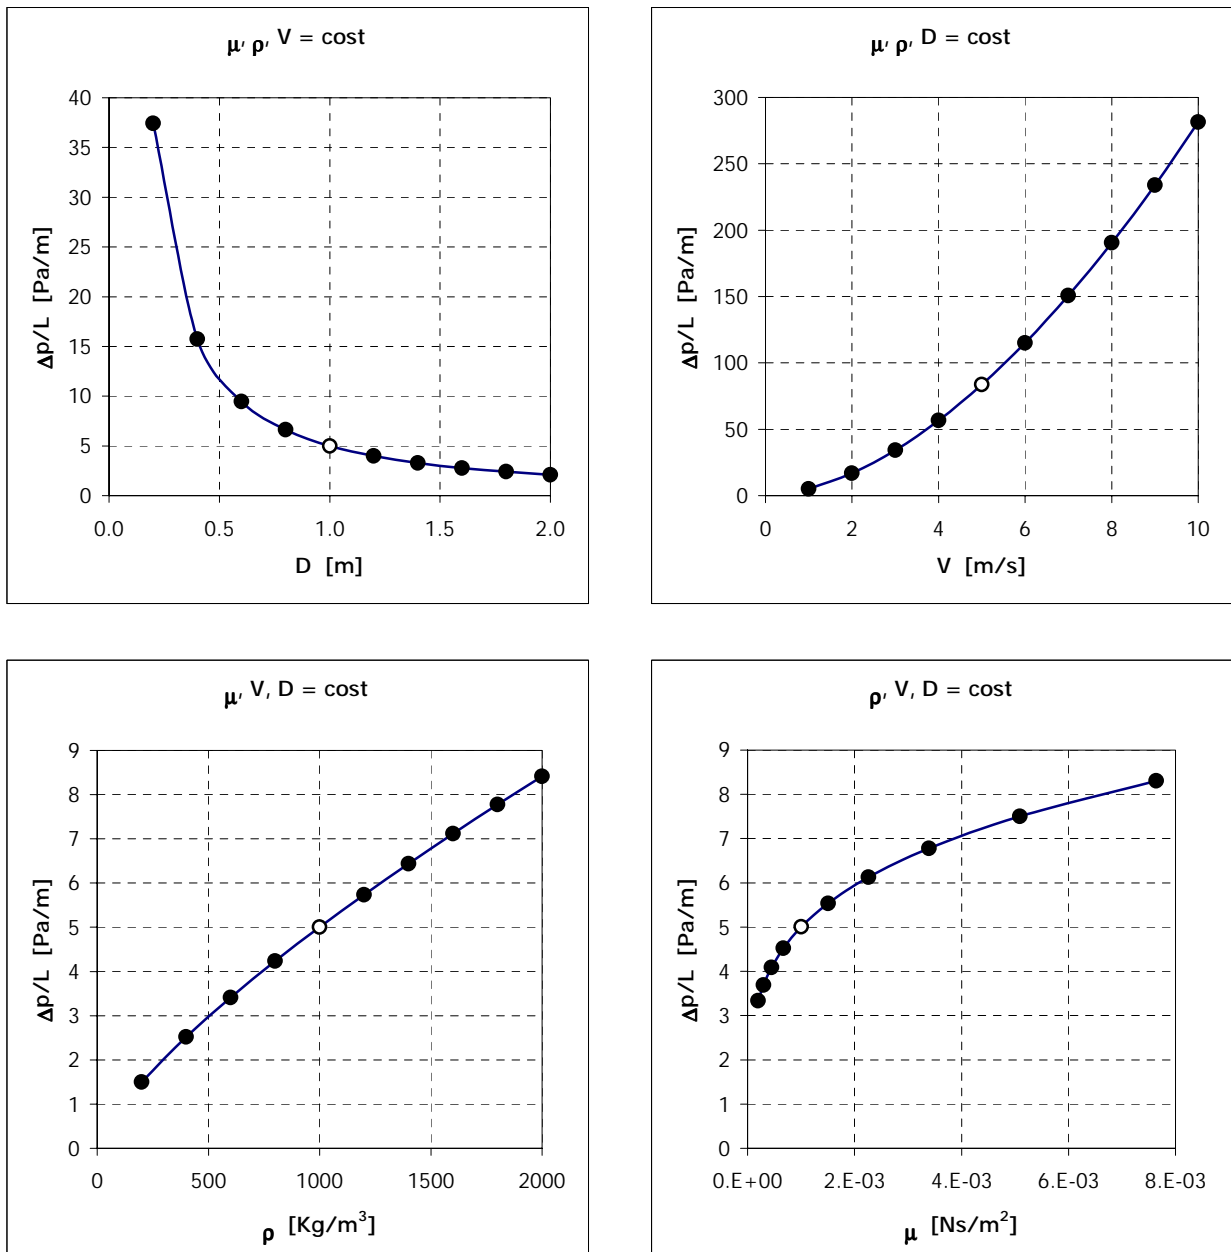 μ, ρ, V = cost
40
35
30
25
20
15
10
5
0
Δp/L [Pa/m]
0.0 0.5 1.0 1.5 2.0
D [m]
μ, ρ, D = cost
300
250
200
150
100
50
0
Δp/L [Pa/m]
0 2 4 6 8 10
V [m/s]
μ, V, D = cost
9
8
7
6
5
4
3
2
1
0
Δp/L [Pa/m]
0 500 1000 1500 2000
ρ [Kg/m³]
ρ, V, D = cost
9
8
7
6
5
4
3
2
1
0
Δp/L [Pa/m]
0.E+00 2.E-03 4.E-03 6.E-03 8.E-03
μ [Ns/m²]